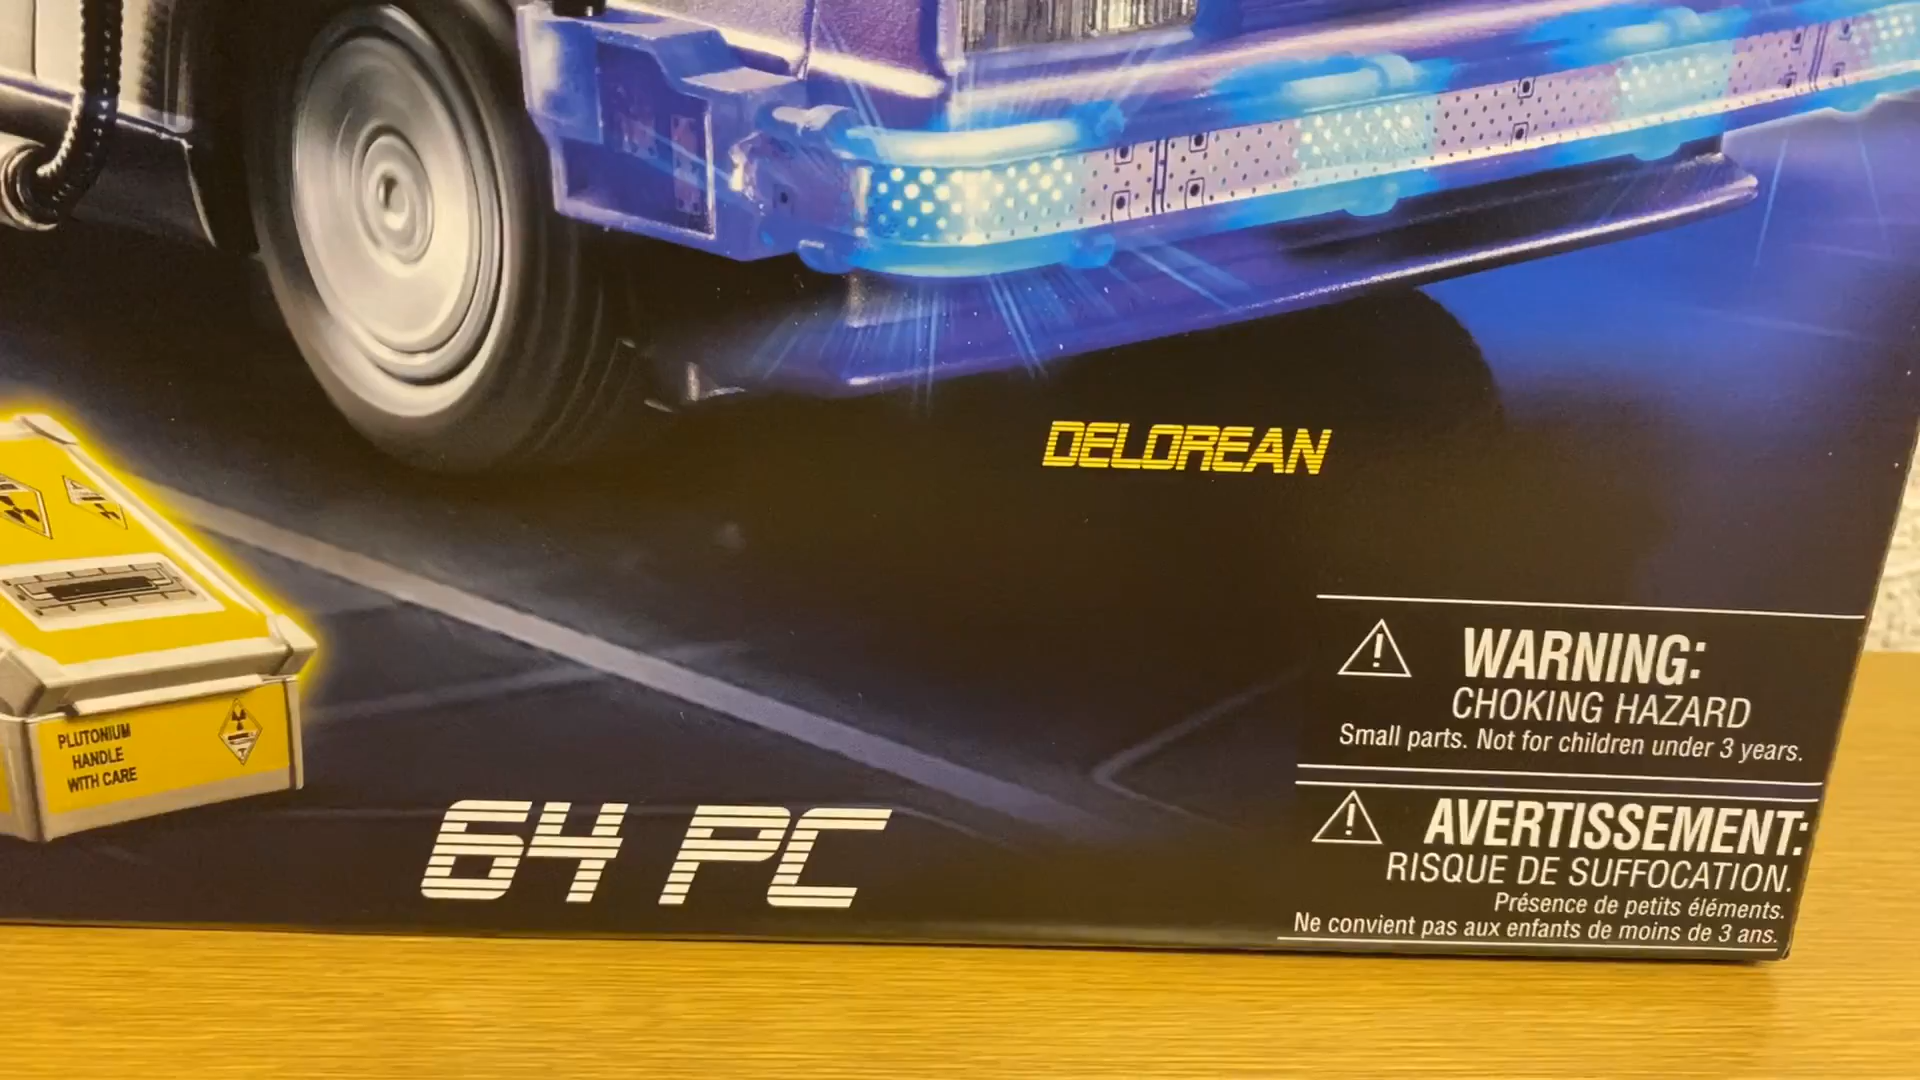 DELOREAN
WARNING:
CHOKING HAZARD
Small parts. Not for children under 3 years.
PLUTONIUM
HANDLE
WITH CARE
64 PC
AVERTISSEMENT:
RISQUE DE SUFFOCATION.
Présence de petits éléments.
Ne convient pas aux enfants de moins de 3 ans.